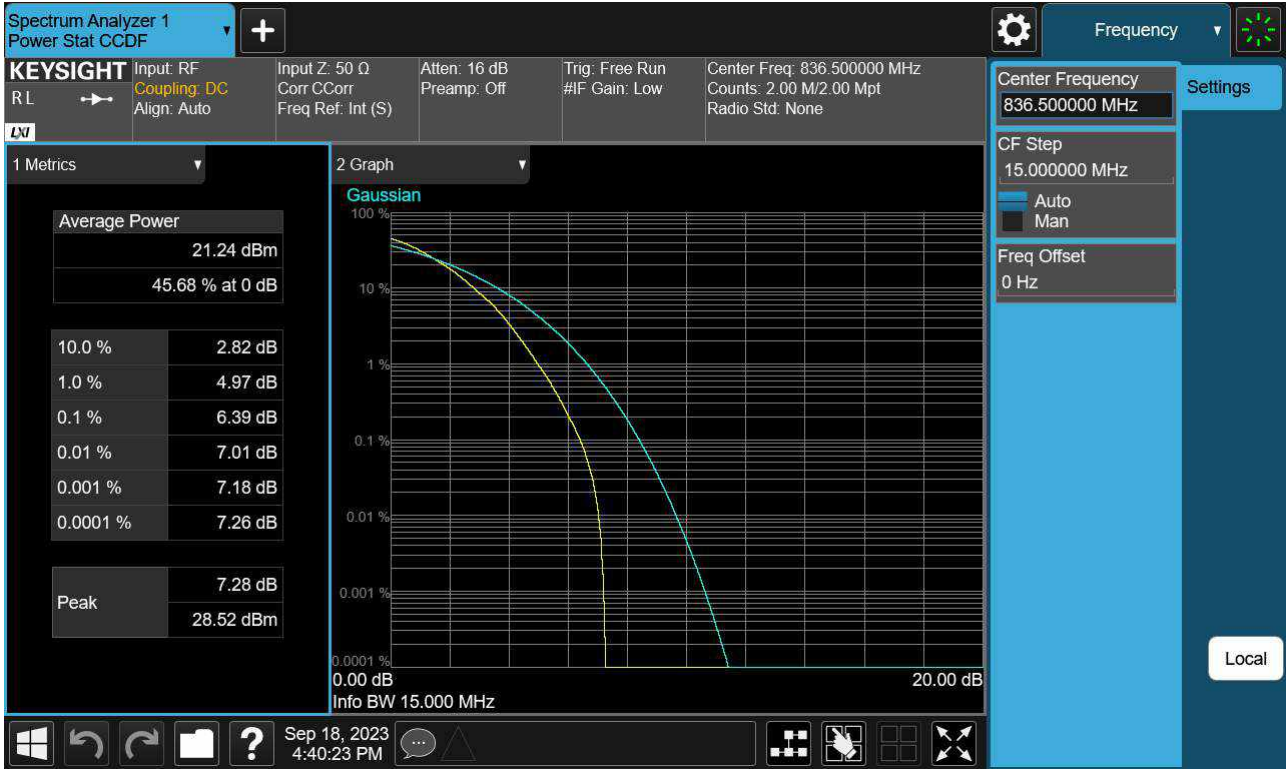 Spectrum Analyzer 1
Power Stat CCDF
+
Frequency
KEYSIGHT
RL
LXI
Input: RF
Coupling: DC
Align: Auto
Input Z: 50 Ω
Corr CCorr
Freq Ref: Int (S)
Atten: 16 dB
Preamp: Off
Trig: Free Run
#IF Gain: Low
Center Freq: 836.500000 MHz
Counts: 2.00 M/2.00 Mpt
Radio Std: None
1 Metrics
Average Power
21.24 dBm
45.68 % at 0 dB
10.0 % 2.82 dB
1.0 % 4.97 dB
0.1 % 6.39 dB
0.01 % 7.01 dB
0.001 % 7.18 dB
0.0001 % 7.26 dB
Peak
7.28 dB
28.52 dBm
2 Graph
Gaussian
100 %
10 %
1 %
0.1 %
0.01 %
0.001 %
0.0001 %
0.00 dB 20.00 dB
Info BW 15.000 MHz
Center Frequency
836.500000 MHz
Settings
CF Step
15.000000 MHz
Auto
Man
Freq Offset
0 Hz
Local
?
Sep 18, 2023
4:40:23 PM